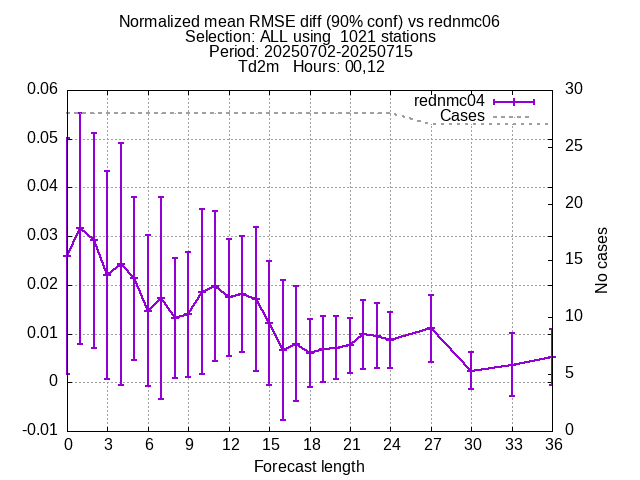 Normalized mean RMSE diff (90% conf) vs rednmc06
Selection: ALL using  1021 stations
Period: 20250702-20250715
Td2m   Hours: 00,12
0.06
0.05
0.04
0.03
0.02
0.01
0
-0.01
30
25
20
15
10
5
0
rednmc04
Cases
No cases
0 3 6 9 12 15 18 21 24 27 30 33 36
Forecast length